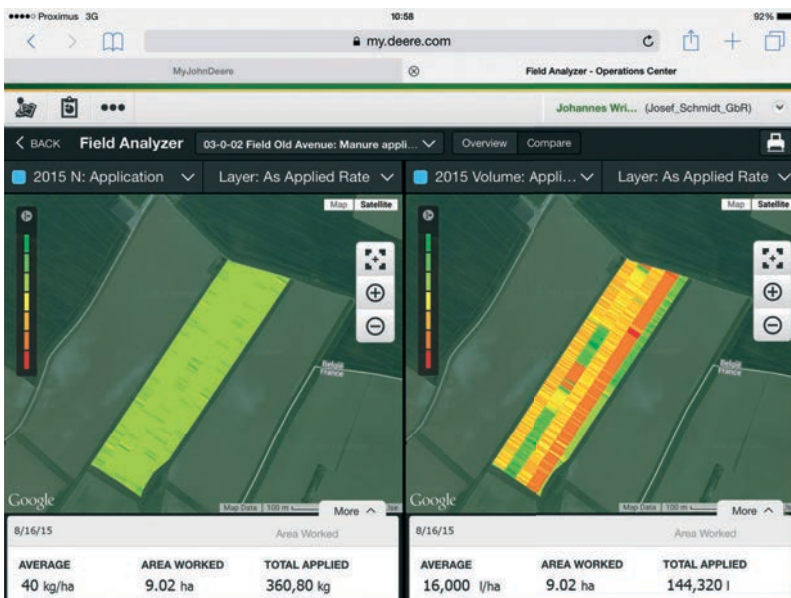 Proximus 3G
10:58
92%
my.deere.com
MyJohnDeere
Field Analyzer - Operations Center
Johannes Wri... (Josef_Schmidt_GbR)
BACK Field Analyzer 03-0-02 Field Old Avenue: Manure appli... Overview Compare
2015 N: Application Layer: As Applied Rate
2015 Volume: Appli... Layer: As Applied Rate
Map Satellite
Map Satellite
België
France
België
France
Google
Map Data 100 m
More
Google
Map Data 100 m
More
8/16/15
Area Worked
AVERAGE AREA WORKED TOTAL APPLIED
40 kg/ha 9.02 ha 360,80 kg
8/16/15
Area Worked
AVERAGE AREA WORKED TOTAL APPLIED
16,000 l/ha 9.02 ha 144,320 l